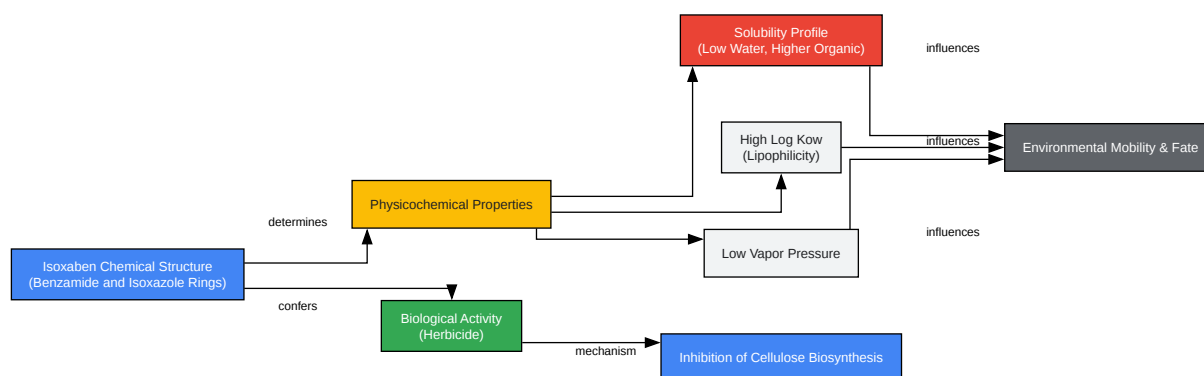 Solubility Profile
(Low Water, Higher Organic)
influences
High Log Kow
(Lipophilicity)
influences
Environmental Mobility & Fate
Physicochemical Properties
determines
influences
Low Vapor Pressure
Isoxaben Chemical Structure
(Benzamide and Isoxazole Rings)
confers
Biological Activity
(Herbicide)
mechanism
Inhibition of Cellulose Biosynthesis